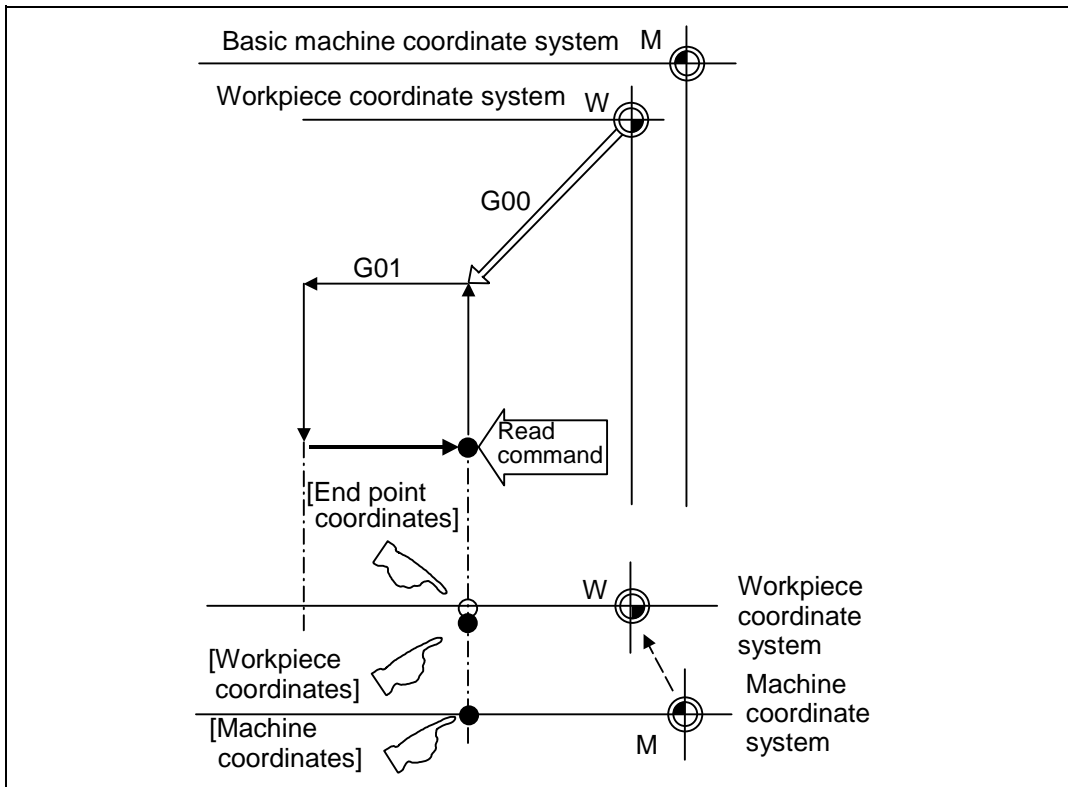 Basic machine coordinate system M
Workpiece coordinate system W
G00
G01
Read
command
[End point
coordinates]
W
Workpiece
coordinate
system
[Workpiece
coordinates]
Machine
coordinate
system
[Machine
coordinates]
M